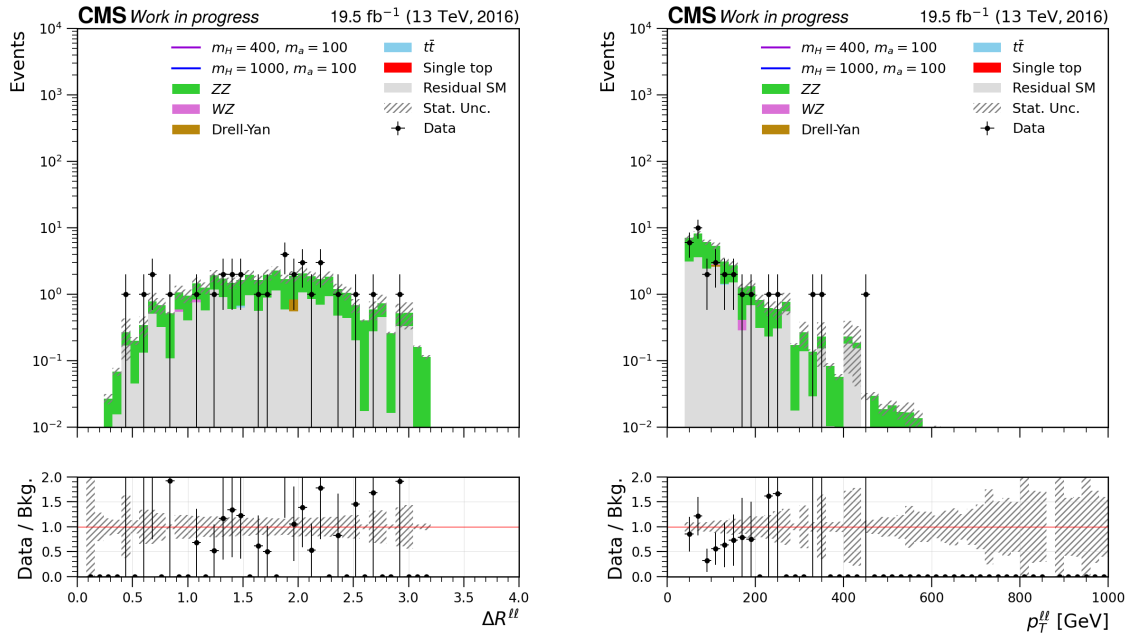 CMS Work in progress 19.5 fb⁻¹ (13 TeV, 2016)
Events
10⁴
10³
10²
10¹
10⁰
10⁻¹
10⁻²
m_H = 400, m_a = 100
m_H = 1000, m_a = 100
ZZ
WZ
Drell-Yan
tt̄
Single top
Residual SM
Stat. Unc.
Data
Data / Bkg.
2.0
1.5
1.0
0.5
0.0
0.0 0.5 1.0 1.5 2.0 2.5 3.0 3.5 4.0
ΔR^ℓℓ
CMS Work in progress 19.5 fb⁻¹ (13 TeV, 2016)
Events
10⁴
10³
10²
10¹
10⁰
10⁻¹
10⁻²
m_H = 400, m_a = 100
m_H = 1000, m_a = 100
ZZ
WZ
Drell-Yan
tt̄
Single top
Residual SM
Stat. Unc.
Data
Data / Bkg.
2.0
1.5
1.0
0.5
0.0
0 200 400 600 800 1000
p_T^ℓℓ [GeV]